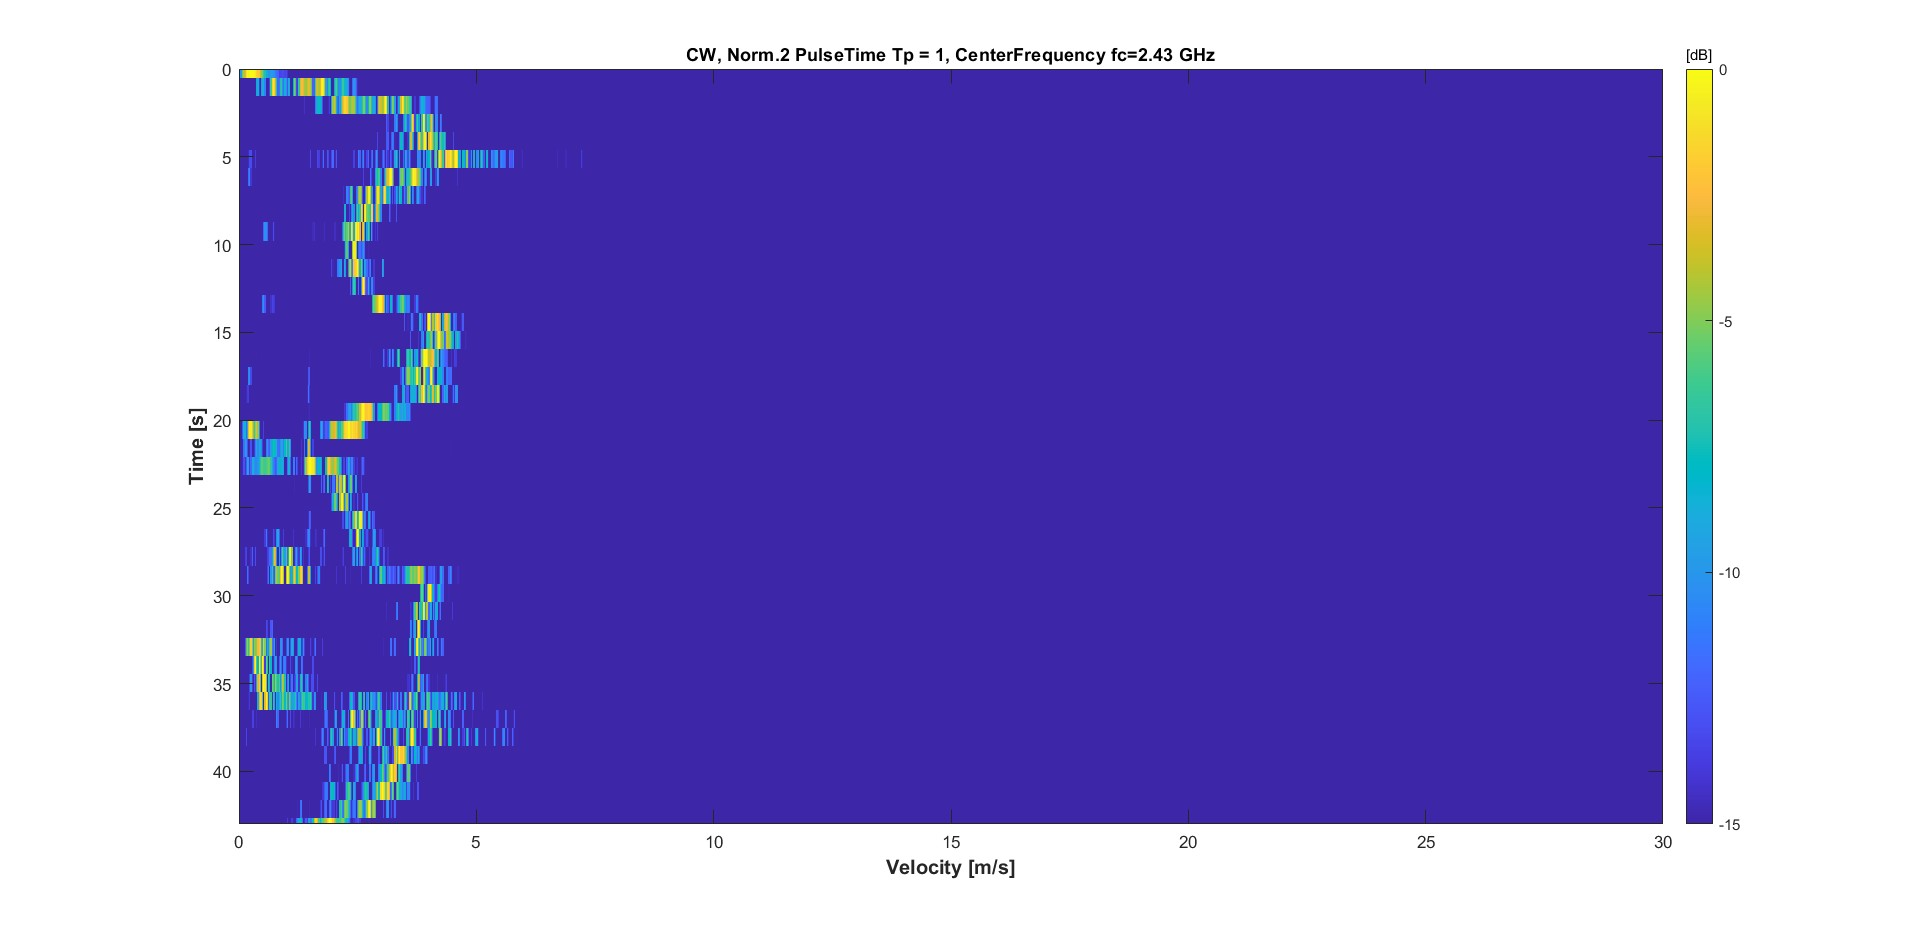 CW, Norm.2 PulseTime Tp = 1, CenterFrequency fc=2.43 GHz
[dB]
0
5
10
15
20
25
30
35
40
Time [s]
0 5 10 15 20 25 30
Velocity [m/s]
0
-5
-10
-15